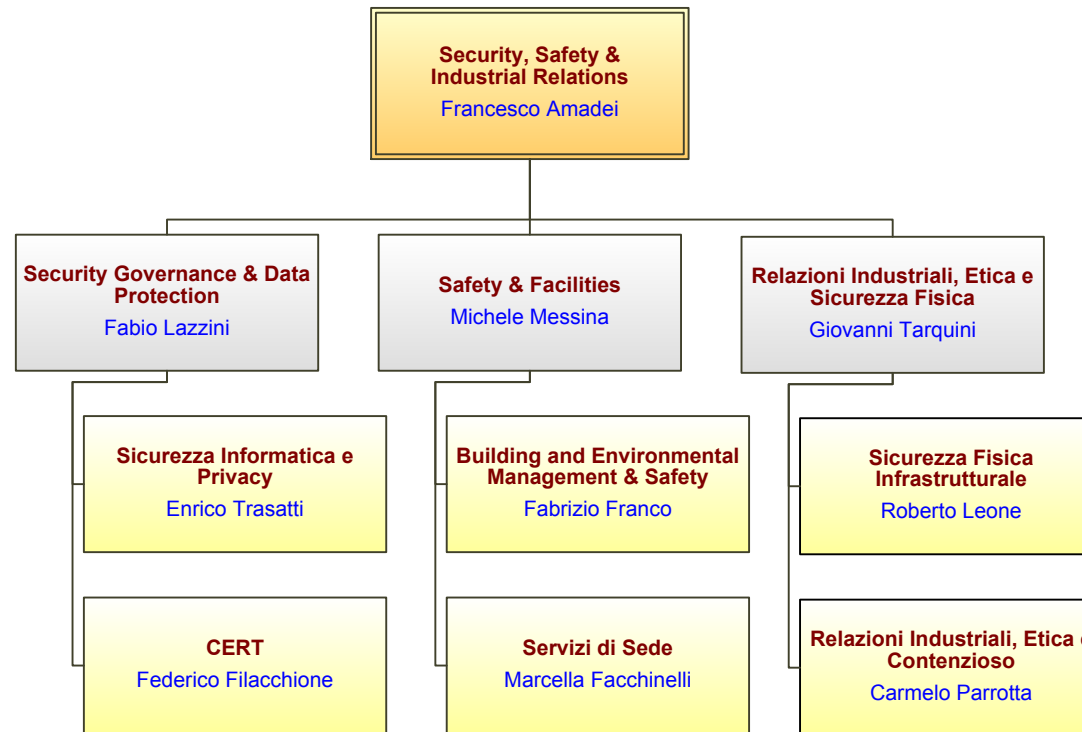 Security, Safety &
Industrial Relations
Francesco Amadei
Security Governance & Data
Protection
Fabio Lazzini
Safety & Facilities
Michele Messina
Relazioni Industriali, Etica e
Sicurezza Fisica
Giovanni Tarquini
Sicurezza Informatica e
Privacy
Enrico Trasatti
Building and Environmental
Management & Safety
Fabrizio Franco
Sicurezza Fisica
Infrastrutturale
Roberto Leone
CERT
Federico Filacchione
Servizi di Sede
Marcella Facchinelli
Relazioni Industriali, Etica e
Contenzioso
Carmelo Parrotta